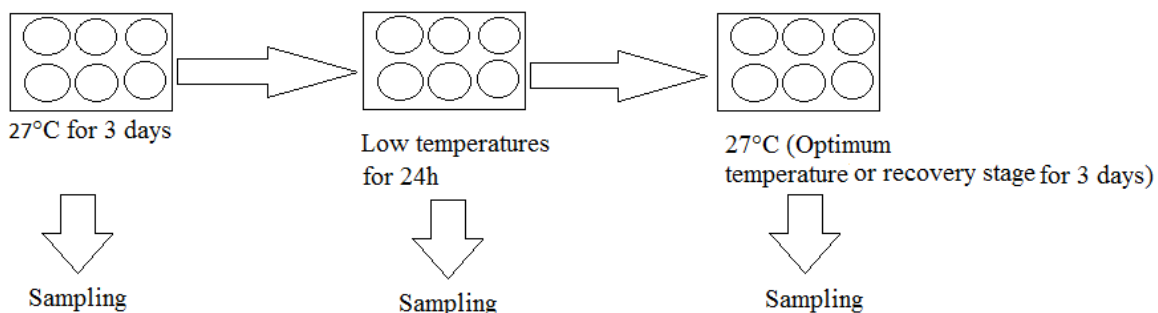 27°C for 3 days
Low temperatures
for 24h
27°C (Optimum
temperature or recovery stage for 3 days)
Sampling
Sampling
Sampling